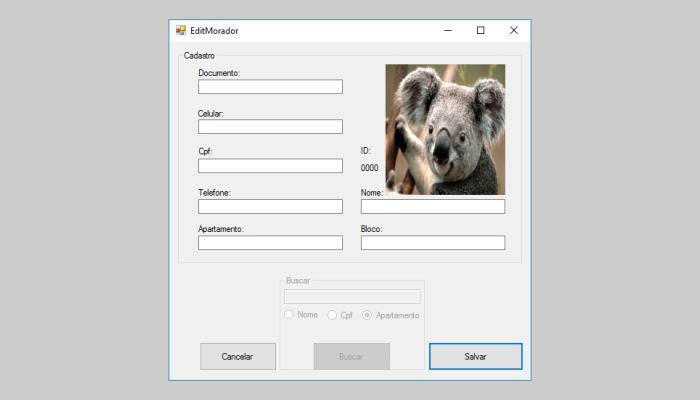 EditMorador
Cadastro
Documento:
Celular:
Cpf:
ID:
0000
Telefone:
Nome:
Apartamento:
Bloco:
Buscar
Nome
Cpf
Apartamento
Cancelar
Buscar
Salvar